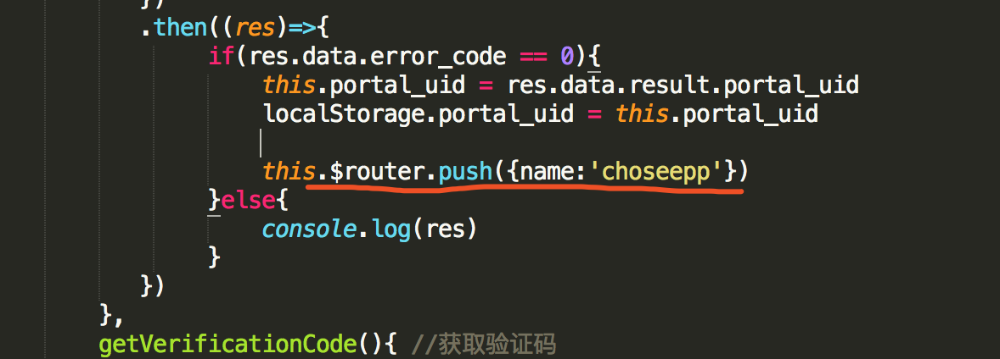 })
.then((res)=>{
if(res.data.error_code == 0){
this.portal_uid = res.data.result.portal_uid
localStorage.portal_uid = this.portal_uid
this.$router.push({name:'choseepp'})
}else{
console.log(res)
}
})
},
getVerificationCode(){ //获取验证码